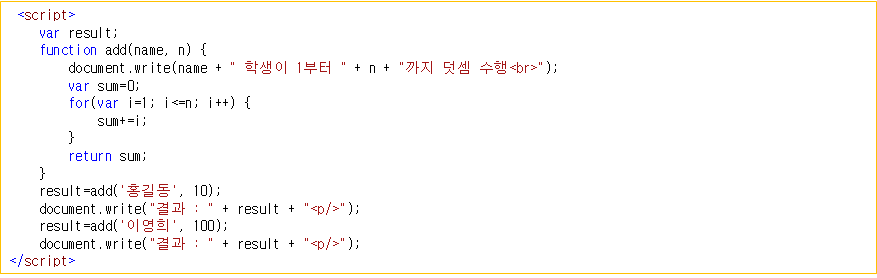 <script>
var result;
function add(name, n) {
document.write(name + " 학생이 1부터 " + n + "까지 덧셈 수행<br>");
var sum=0;
for(var i=1; i<=n; i++) {
sum+=i;
}
return sum;
}
result=add('홍길동', 10);
document.write("결과 : " + result + "<p/>");
result=add('이영희', 100);
document.write("결과 : " + result + "<p/>");
</script>